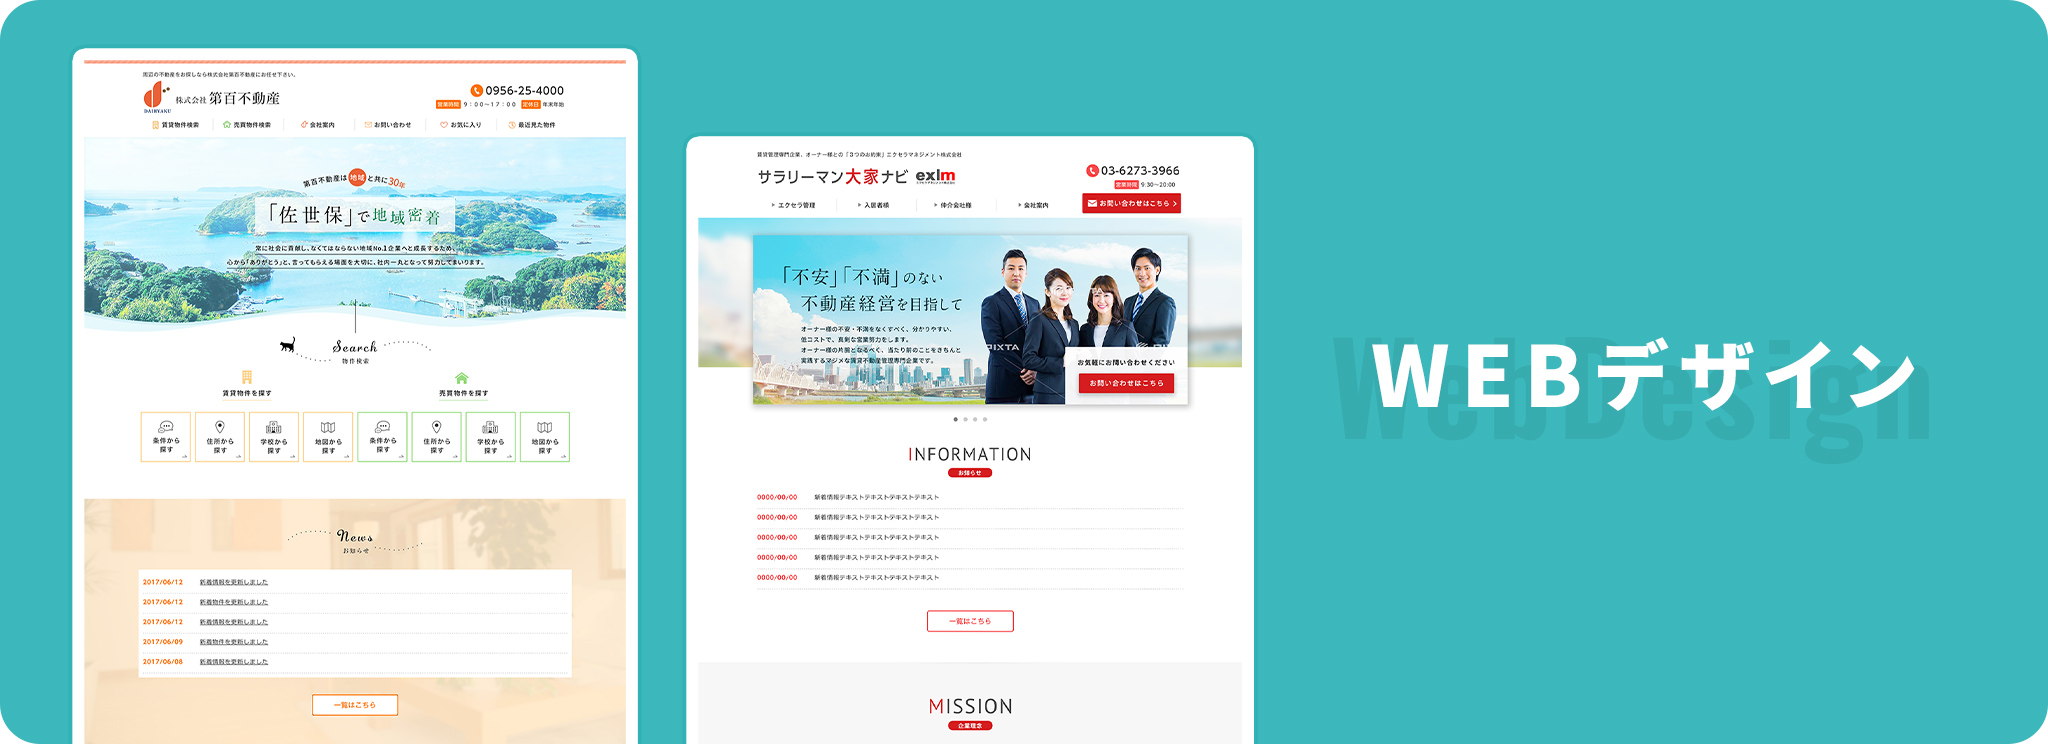 周辺の不動産をお探しなら株式会社第百不動産にお任せ下さい。
DAIHYAKU
株式会社 第百不動産
0956-25-4000
営業時間 9：00～17：00 定休日 年末年始
賃貸物件検索
売買物件検索
会社案内
お問い合わせ
お気に入り
最近見た物件
第百不動産は地域と共に30年
「佐世保」で地域密着
常に社会に貢献し、なくてはならない地域No.1企業へと成長するため、
心から「ありがとう」と、言ってもらえる場面を大切に、社内一丸となって努力してまいります。
Search
物件検索
賃貸物件を探す
売買物件を探す
条件から
探す
住所から
探す
学校から
探す
地図から
探す
条件から
探す
住所から
探す
学校から
探す
地図から
探す
News
お知らせ
2017/06/12 新着情報を更新しました
2017/06/12 新着物件を更新しました
2017/06/12 新着情報を更新しました
2017/06/09 新着物件を更新しました
2017/06/08 新着情報を更新しました
一覧はこちら
賃貸管理専門企業、オーナー様との「３つのお約束」エクセラマネジメント株式会社
サラリーマン大家ナビ exlm
エクセラマネジメント株式会社
03-6273-3966
営業時間 9:30～20:00
エクセラ管理
入居者様
仲介会社様
会社案内
お問い合わせはこちら
「不安」「不満」のない
不動産経営を目指して
オーナー様の不安・不満をなくすべく、分かりやすい、
低コストで、真剣な営業努力をします。
オーナー様の片腕となるべく、当たり前のことをきちんと
実践するマジメな賃貸不動産管理専門企業です。
PIXTA
PIXTA
お気軽にお問い合わせください
お問い合わせはこちら
INFORMATION
お知らせ
0000/00/00 新着情報テキストテキストテキストテキスト
0000/00/00 新着情報テキストテキストテキストテキスト
0000/00/00 新着情報テキストテキストテキストテキスト
0000/00/00 新着情報テキストテキストテキストテキスト
0000/00/00 新着情報テキストテキストテキストテキスト
一覧はこちら
MISSION
企業理念
WEBデザイン
WebDesign